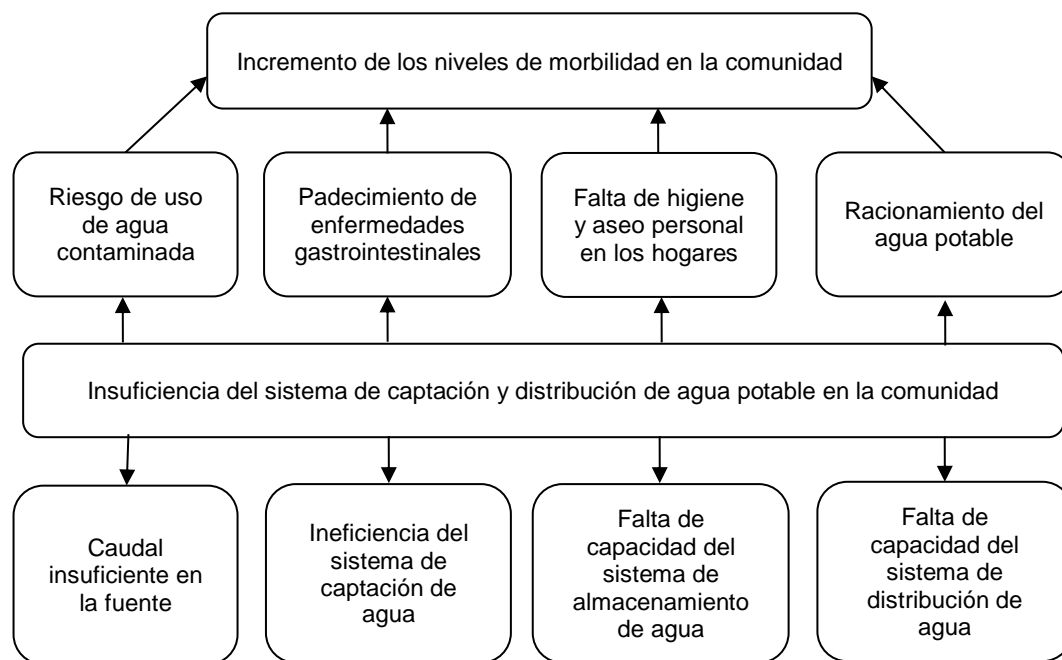 Incremento de los niveles de morbilidad en la comunidad
Riesgo de uso
de agua
contaminada
Padecimiento de
enfermedades
gastrointestinales
Falta de higiene
y aseo personal
en los hogares
Racionamiento del
agua potable
Insuficiencia del sistema de captación y distribución de agua potable en la comunidad
Caudal
insuficiente en
la fuente
Ineficiencia del
sistema de
captación de
agua
Falta de
capacidad del
sistema de
almacenamiento
de agua
Falta de
capacidad del
sistema de
distribución de
agua